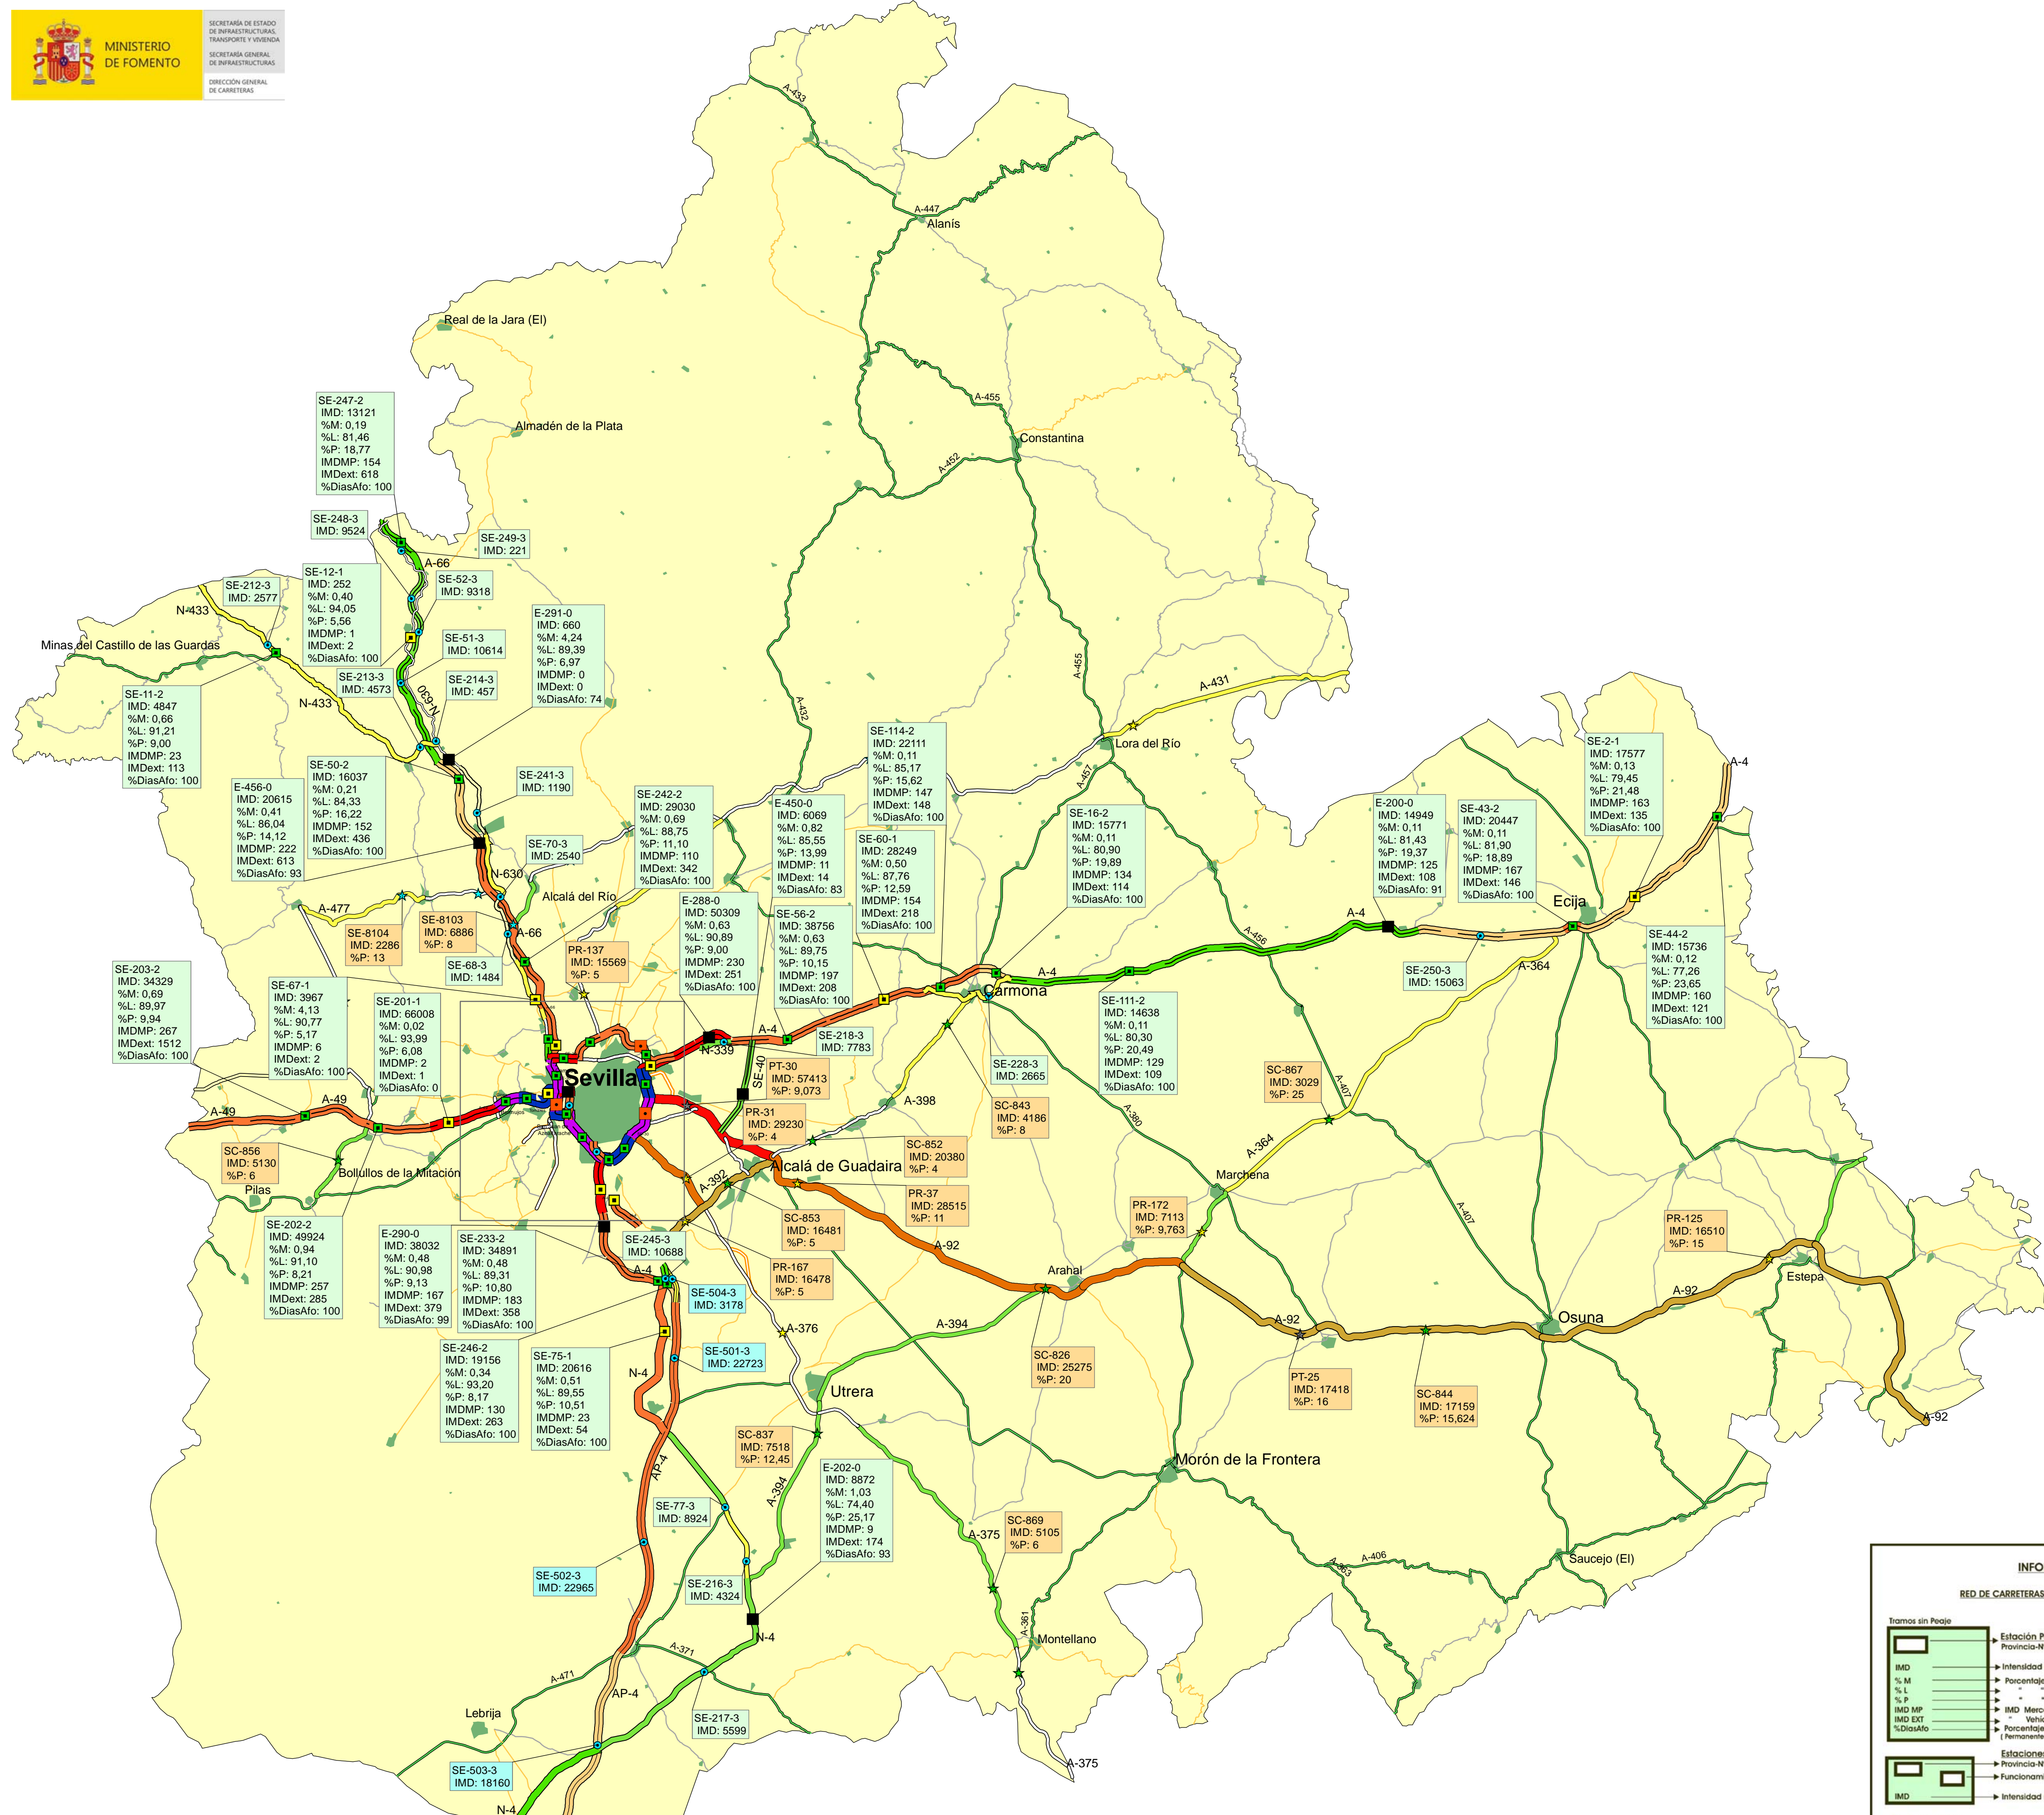 MINISTERIO
DE FOMENTO
SECRETARÍA DE ESTADO
DE INFRAESTRUCTURAS,
TRANSPORTE Y VIVIENDA
SECRETARÍA GENERAL
DE INFRAESTRUCTURAS
DIRECCIÓN GENERAL
DE CARRETERAS
A-433
A-447
Alanís
Real de la Jara (El)
Almadén de la Plata
A-455
Constantina
A-452
SE-247-2
IMD: 13121
%M: 0,19
%L: 81,46
%P: 18,77
IMDMP: 154
IMDext: 618
%DiasAfo: 100
SE-248-3
IMD: 9524
SE-249-3
IMD: 221
A-66
SE-12-1
IMD: 252
%M: 0,40
%L: 94,05
%P: 5,56
IMDMP: 1
IMDext: 2
%DiasAfo: 100
SE-52-3
IMD: 9318
SE-212-3
IMD: 2577
N-433
Minas del Castillo de las Guardas
SE-51-3
IMD: 10614
E-291-0
IMD: 660
%M: 4,24
%L: 89,39
%P: 6,97
IMDMP: 0
IMDext: 0
%DiasAfo: 74
SE-213-3
IMD: 4573
SE-214-3
IMD: 457
N-630
N-433
SE-11-2
IMD: 4847
%M: 0,66
%L: 91,21
%P: 9,00
IMDMP: 23
IMDext: 113
%DiasAfo: 100
A-432
A-455
A-431
Lora del Río
A-457
SE-50-2
IMD: 16037
%M: 0,21
%L: 84,33
%P: 16,22
IMDMP: 152
IMDext: 436
%DiasAfo: 100
E-456-0
IMD: 20615
%M: 0,41
%L: 86,04
%P: 14,12
IMDMP: 222
IMDext: 613
%DiasAfo: 93
SE-241-3
IMD: 1190
SE-242-2
IMD: 29030
%M: 0,69
%L: 88,75
%P: 11,10
IMDMP: 110
IMDext: 342
%DiasAfo: 100
SE-114-2
IMD: 22111
%M: 0,11
%L: 85,17
%P: 15,62
IMDMP: 147
IMDext: 148
%DiasAfo: 100
E-450-0
IMD: 6069
%M: 0,82
%L: 85,55
%P: 13,99
IMDMP: 11
IMDext: 14
%DiasAfo: 83
SE-60-1
IMD: 28249
%M: 0,50
%L: 87,76
%P: 12,59
IMDMP: 154
IMDext: 218
%DiasAfo: 100
SE-16-2
IMD: 15771
%M: 0,11
%L: 80,90
%P: 19,89
IMDMP: 134
IMDext: 114
%DiasAfo: 100
E-200-0
IMD: 14949
%M: 0,11
%L: 81,43
%P: 19,37
IMDMP: 125
IMDext: 108
%DiasAfo: 91
SE-43-2
IMD: 20447
%M: 0,11
%L: 81,90
%P: 18,89
IMDMP: 167
IMDext: 146
%DiasAfo: 100
SE-2-1
IMD: 17577
%M: 0,13
%L: 79,45
%P: 21,48
IMDMP: 163
IMDext: 135
%DiasAfo: 100
A-4
Ecija
SE-70-3
IMD: 2540
N-630
Alcalá del Río
A-477
SE-8103
IMD: 6886
%P: 8
SE-8104
IMD: 2286
%P: 13
A-66
SE-68-3
IMD: 1484
PR-137
IMD: 15569
%P: 5
E-288-0
IMD: 50309
%M: 0,63
%L: 90,89
%P: 9,00
IMDMP: 230
IMDext: 251
%DiasAfo: 100
SE-56-2
IMD: 38756
%M: 0,63
%L: 89,75
%P: 10,15
IMDMP: 197
IMDext: 208
%DiasAfo: 100
A-4
A-456
A-4
Carmona
SE-250-3
IMD: 15063
A-364
SE-44-2
IMD: 15736
%M: 0,12
%L: 77,26
%P: 23,65
IMDMP: 160
IMDext: 121
%DiasAfo: 100
SE-203-2
IMD: 34329
%M: 0,69
%L: 89,97
%P: 9,94
IMDMP: 267
IMDext: 1512
%DiasAfo: 100
SE-67-1
IMD: 3967
%M: 4,13
%L: 90,77
%P: 5,17
IMDMP: 6
IMDext: 2
%DiasAfo: 100
SE-201-1
IMD: 66008
%M: 0,02
%L: 93,99
%P: 6,08
IMDMP: 2
IMDext: 1
%DiasAfo: 0
A-4
N-339
SE-218-3
IMD: 7783
SE-40
Sevilla
PT-30
IMD: 57413
%P: 9,073
PR-31
IMD: 29230
%P: 4
SE-228-3
IMD: 2665
SE-111-2
IMD: 14638
%M: 0,11
%L: 80,30
%P: 20,49
IMDMP: 129
IMDext: 109
%DiasAfo: 100
SC-867
IMD: 3029
%P: 25
A-407
A-398
SC-843
IMD: 4186
%P: 8
A-380
A-49
A-49
SC-856
IMD: 5130
%P: 6
Bollullos de la Mitación
Pilas
SC-852
IMD: 20380
%P: 4
Alcalá de Guadaira
A-392
A-364
Marchena
PR-37
IMD: 28515
%P: 11
SC-853
IMD: 16481
%P: 5
PR-172
IMD: 7113
%P: 9,763
A-407
PR-125
IMD: 16510
%P: 15
SE-202-2
IMD: 49924
%M: 0,94
%L: 91,10
%P: 8,21
IMDMP: 257
IMDext: 285
%DiasAfo: 100
E-290-0
IMD: 38032
%M: 0,48
%L: 90,98
%P: 9,13
IMDMP: 167
IMDext: 379
%DiasAfo: 99
SE-233-2
IMD: 34891
%M: 0,48
%L: 89,31
%P: 10,80
IMDMP: 183
IMDext: 358
%DiasAfo: 100
SE-245-3
IMD: 10688
A-4
A-92
PR-167
IMD: 16478
%P: 5
Arahal
Estepa
SE-504-3
IMD: 3178
A-92
A-376
A-394
A-92
Osuna
SE-246-2
IMD: 19156
%M: 0,34
%L: 93,20
%P: 8,17
IMDMP: 130
IMDext: 263
%DiasAfo: 100
SE-75-1
IMD: 20616
%M: 0,51
%L: 89,55
%P: 10,51
IMDMP: 23
IMDext: 54
%DiasAfo: 100
SE-501-3
IMD: 22723
N-4
Utrera
SC-826
IMD: 25275
%P: 20
PT-25
IMD: 17418
%P: 16
SC-844
IMD: 17159
%P: 15,624
A-92
SC-837
IMD: 7518
%P: 12,45
Morón de la Frontera
AP-4
A-394
E-202-0
IMD: 8872
%M: 1,03
%L: 74,40
%P: 25,17
IMDMP: 9
IMDext: 174
%DiasAfo: 93
SE-77-3
IMD: 8924
A-375
SC-869
IMD: 5105
%P: 6
A-406
A-363
Saucejo (El)
SE-502-3
IMD: 22965
SE-216-3
IMD: 4324
A-361
N-4
Montellano
A-371
A-471
AP-4
Lebrija
SE-217-3
IMD: 5599
A-375
SE-503-3
IMD: 18160
N-4
INFO
RED DE CARRETERAS
Tramos sin Peaje
Estación P
Provincia-Nº
IMD
Intensidad
% M
Porcentaje
% L
% P
IMD MP
IMD Merc
IMD EXT
" Vehíc
%DiasAfo
Porcentaje
( Permanente
Estaciones
Provincia-Nº
Funcionami
IMD
Intensidad